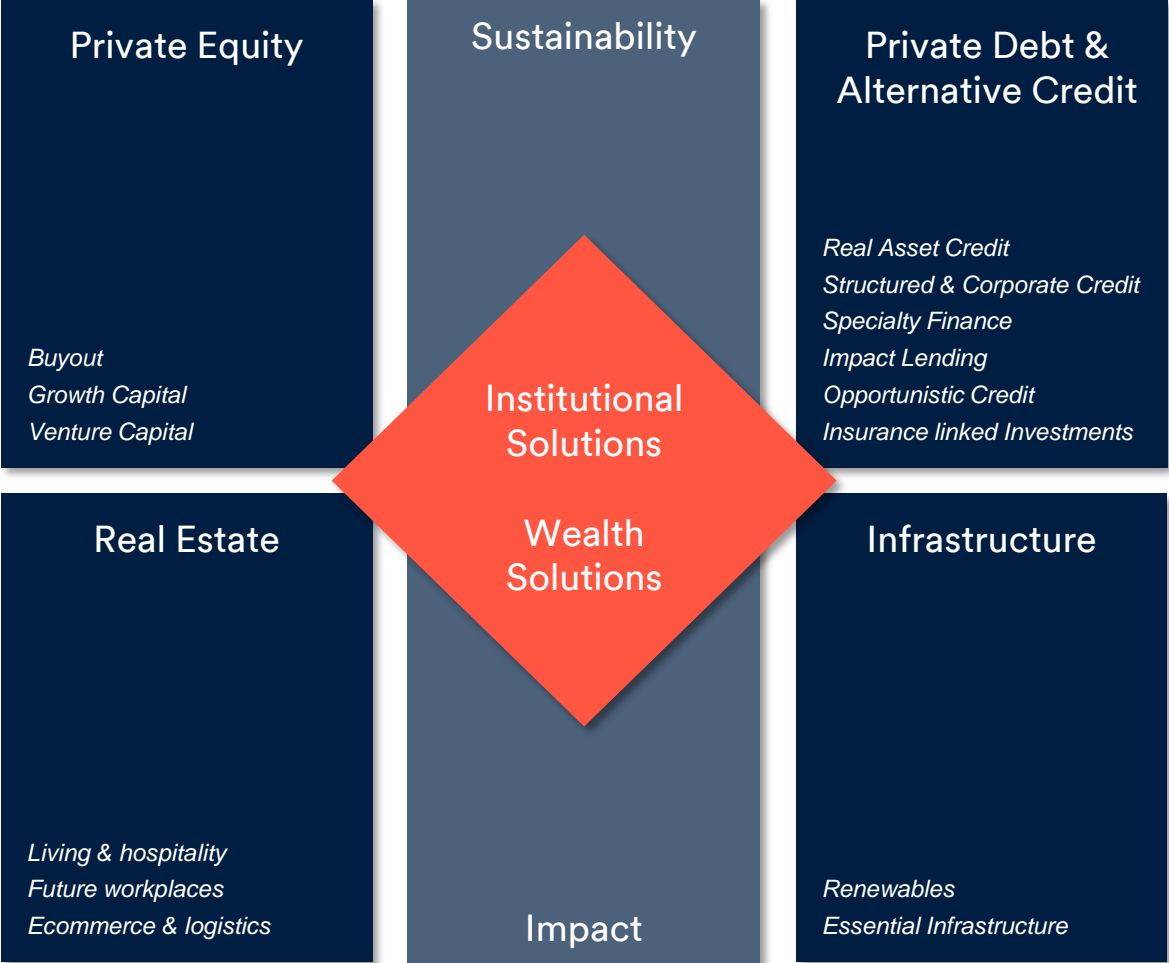 Private Equity
Buyout
Growth Capital
Venture Capital
Sustainability
Private Debt &
Alternative Credit
Real Asset Credit
Structured & Corporate Credit
Specialty Finance
Impact Lending
Opportunistic Credit
Insurance linked Investments
Institutional
Solutions
Wealth
Solutions
Real Estate
Living & hospitality
Future workplaces
Ecommerce & logistics
Impact
Infrastructure
Renewables
Essential Infrastructure